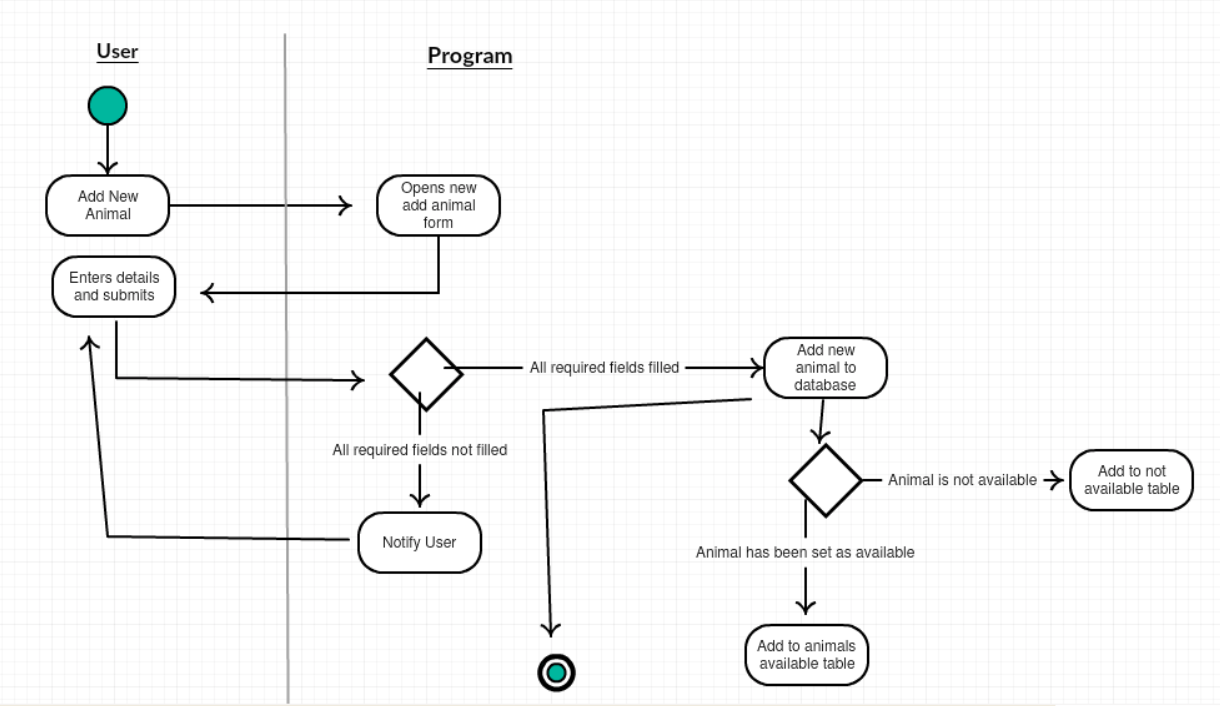 User
Program
Add New
Animal
Opens new
add animal
form
Enters details
and submits
All required fields filled
Add new
animal to
database
All required fields not filled
Animal is not available
Add to not
available table
Notify User
Animal has been set as available
Add to animals
available table